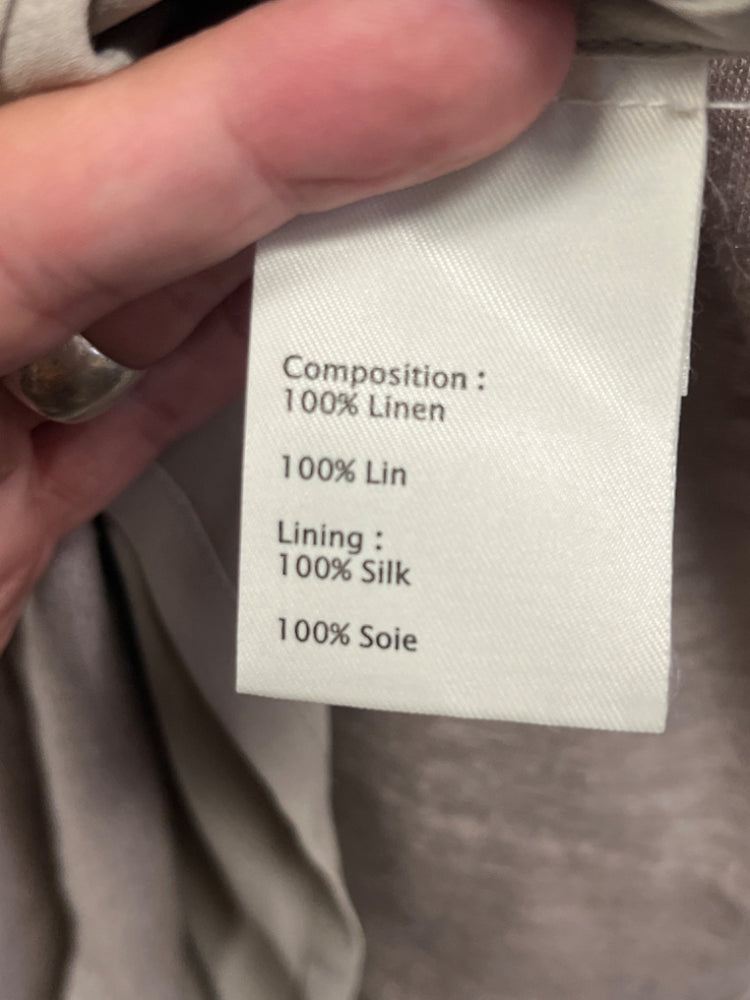 Composition :
100% Linen
100% Lin
Lining :
100% Silk
100% Soie